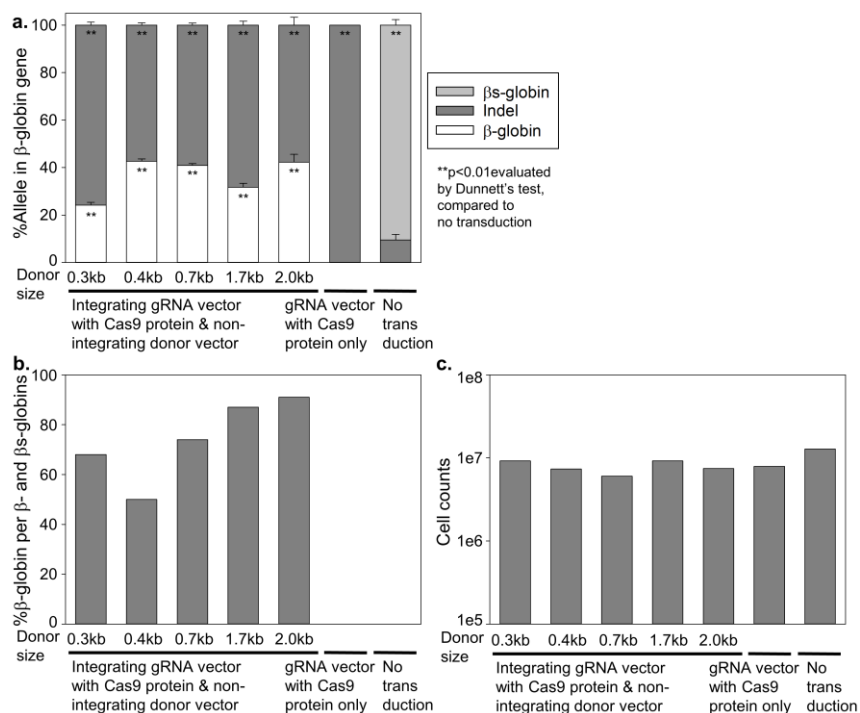 a.
100
80
60
40
20
0
%Allele in β-globin gene
** ** ** ** ** ** **
** ** ** ** **
βs-globin
Indel
β-globin
**p<0.01evaluated
by Dunnett's test,
compared to
no transduction
Donor
size
0.3kb 0.4kb 0.7kb 1.7kb 2.0kb
Integrating gRNA vector
with Cas9 protein & non-
integrating donor vector
gRNA vector
with Cas9
protein only
No
trans
duction
b.
100
80
60
40
20
0
%β-globin per β- and βs-globins
Donor
size
0.3kb 0.4kb 0.7kb 1.7kb 2.0kb
Integrating gRNA vector
with Cas9 protein & non-
integrating donor vector
gRNA vector
with Cas9
protein only
No
trans
duction
c.
1e8
1e7
1e6
1e5
Cell counts
Donor
size
0.3kb 0.4kb 0.7kb 1.7kb 2.0kb
Integrating gRNA vector
with Cas9 protein & non-
integrating donor vector
gRNA vector
with Cas9
protein only
No
trans
duction